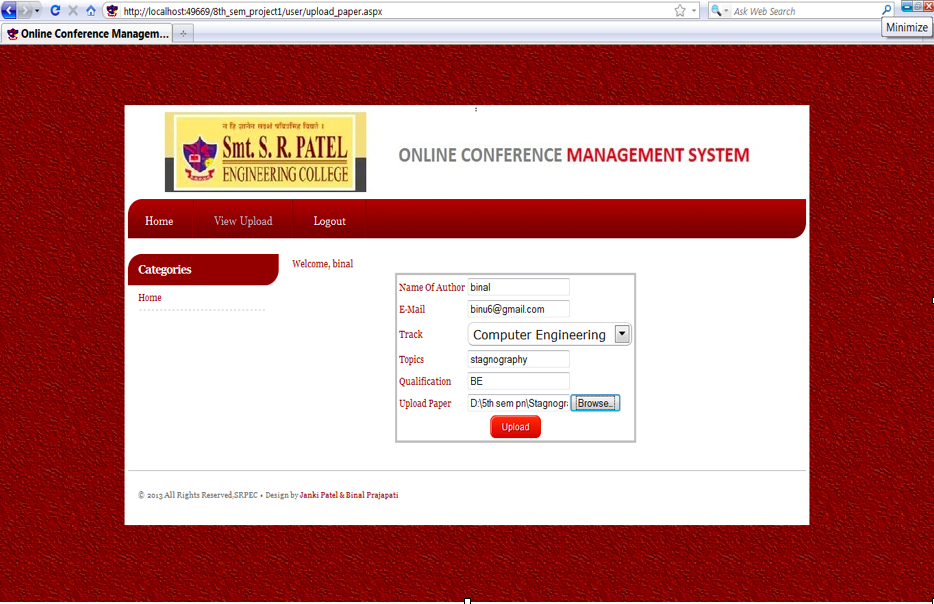 http://localhost:49669/8th_sem_project1/user/upload_paper.aspx
Ask Web Search
Minimize
Online Conference Managem...
न हि ज्ञानेन सदृशं पवित्रमिह विद्यते ।
Smt. S. R. PATEL
ENGINEERING COLLEGE
ONLINE CONFERENCE MANAGEMENT SYSTEM
Home
View Upload
Logout
Categories
Home
Welcome, binal
Name Of Author binal
E-Mail binu6@gmail.com
Track Computer Engineering
Topics stagnography
Qualification BE
Upload Paper D:\5th sem pn\Stagnogra Browse..
Upload
© 2013 All Rights Reserved,SRPEC • Design by Janki Patel & Binal Prajapati